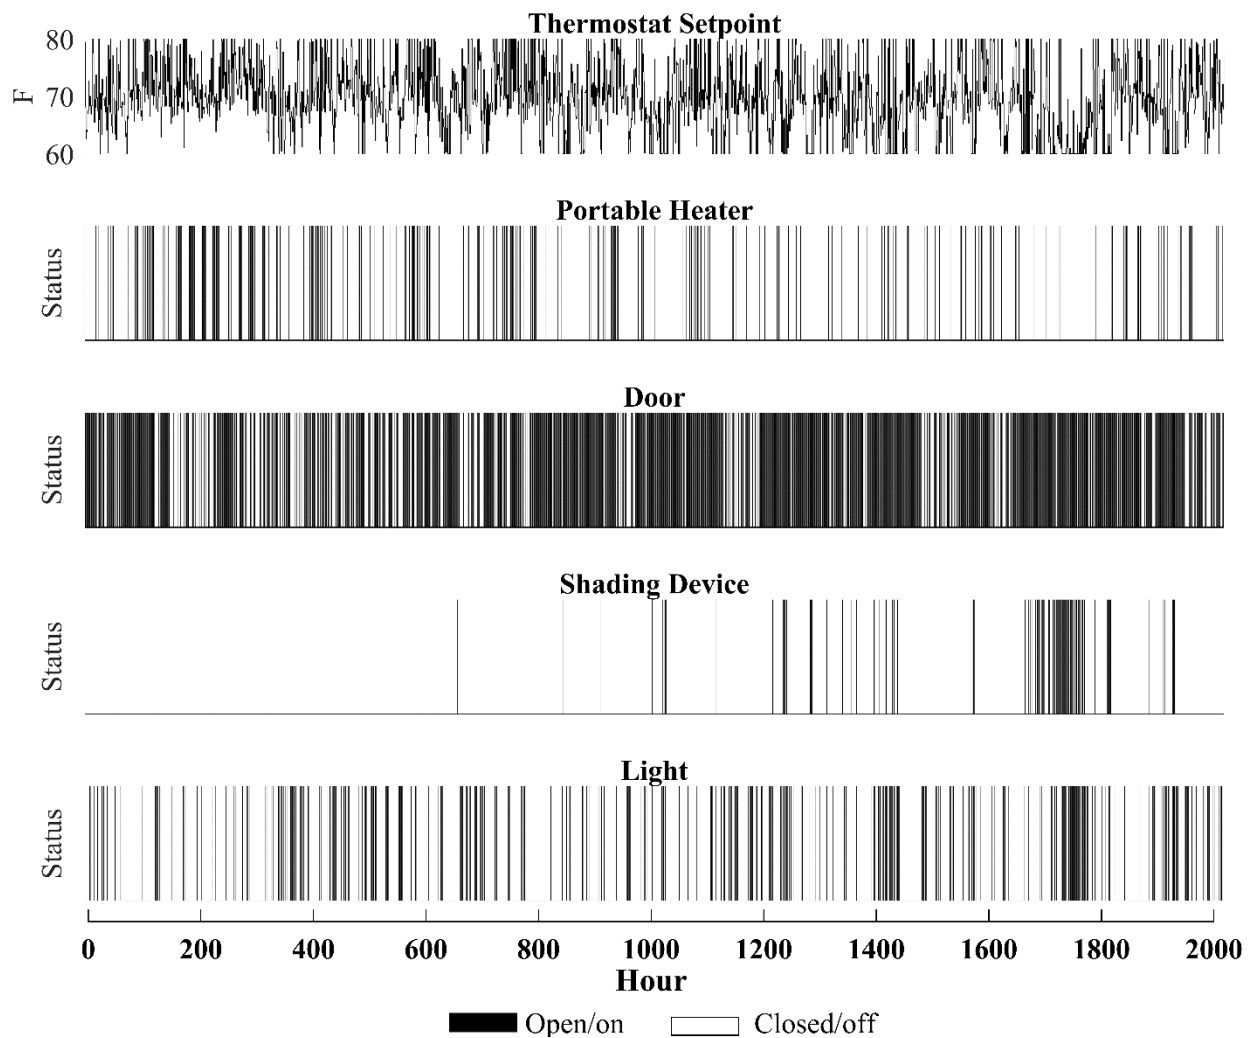 Thermostat Setpoint
80
F
70
60
Portable Heater
Status
Door
Status
Shading Device
Status
Light
Status
0 200 400 600 800 1000 1200 1400 1600 1800 2000
Hour
Open/on Closed/off